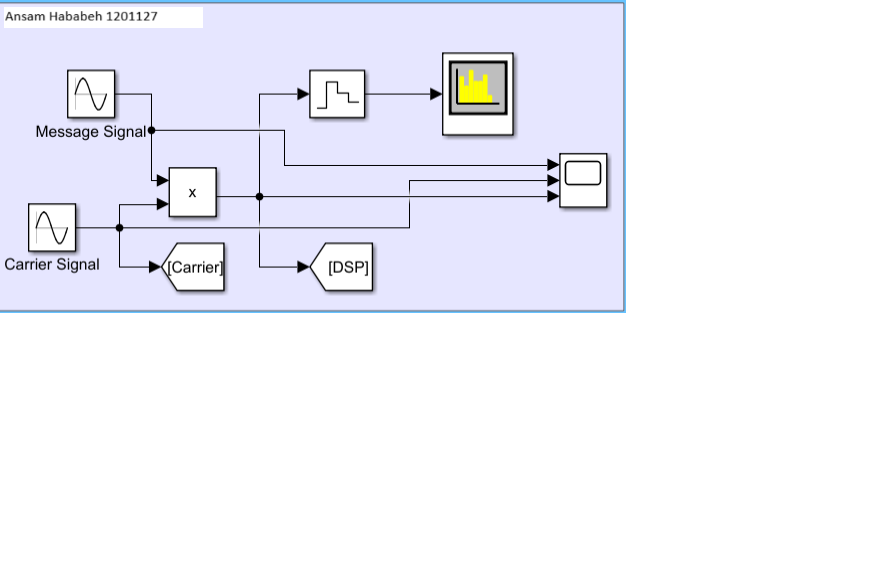 Ansam Hababeh 1201127
Message Signal
x
Carrier Signal
[Carrier]
[DSP]